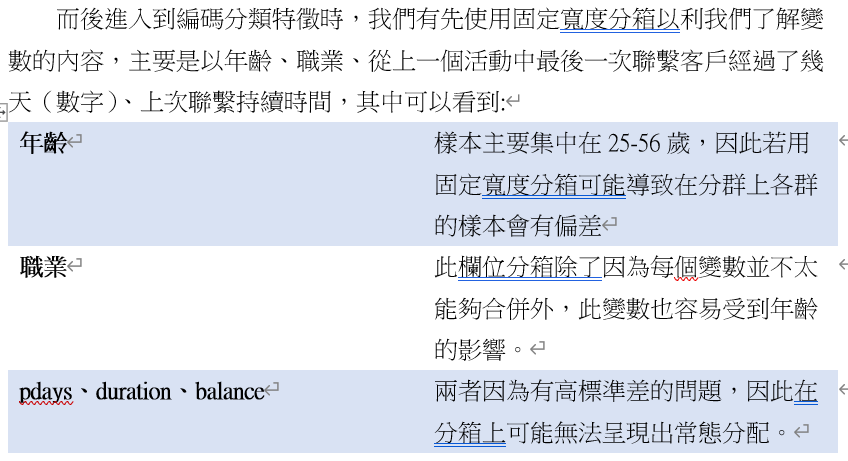 而後進入到編碼分類特徵時，我們有先使用固定寬度分箱以利我們了解變
數的內容，主要是以年齡、職業、從上一個活動中最後一次聯繫客戶經過了幾
天（數字）、上次聯繫持續時間，其中可以看到:
年齡
樣本主要集中在 25-56 歲，因此若用
固定寬度分箱可能導致在分群上各群
的樣本會有偏差
職業
此欄位分箱除了因為每個變數並不太
能夠合併外，此變數也容易受到年齡
的影響。
pdays、duration、balance
兩者因為有高標準差的問題，因此在
分箱上可能無法呈現出常態分配。